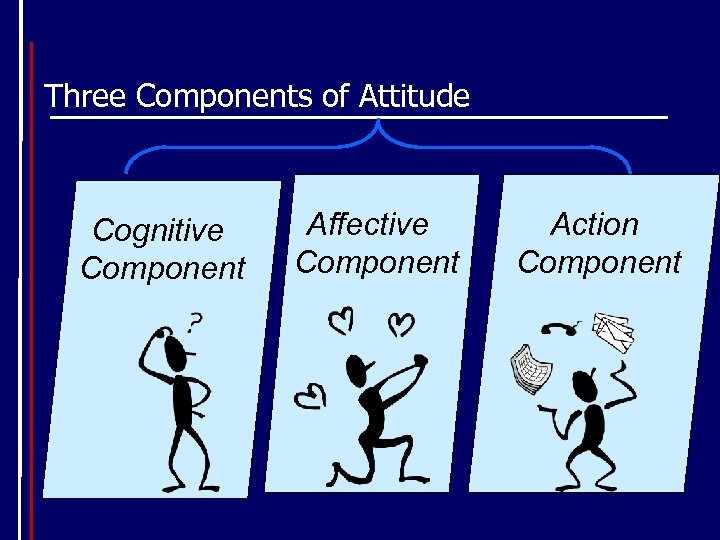 Three Components of Attitude
Cognitive
Component
Affective
Component
Action
Component
?